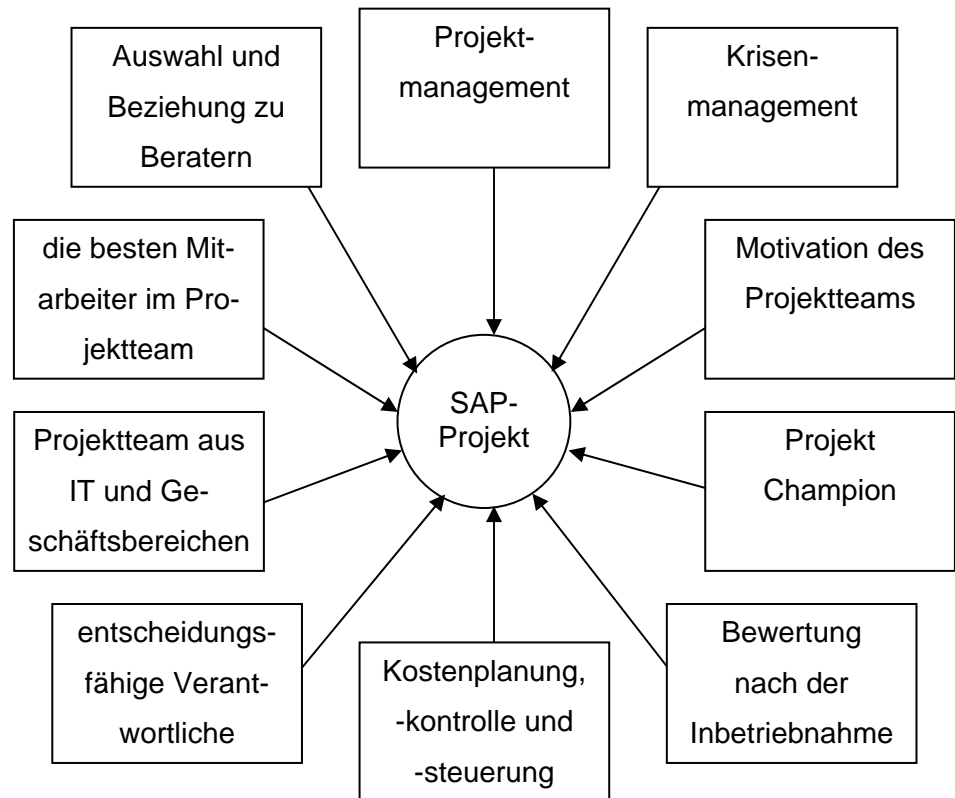 Auswahl und
Beziehung zu
Beratern
Projekt-
management
Krisen-
management
die besten Mit-
arbeiter im Pro-
jektteam
Motivation des
Projektteams
SAP-
Projekt
Projektteam aus
IT und Ge-
schäftsbereichen
Projekt
Champion
entscheidungs-
fähige Verant-
wortliche
Kostenplanung,
-kontrolle und
-steuerung
Bewertung
nach der
Inbetriebnahme